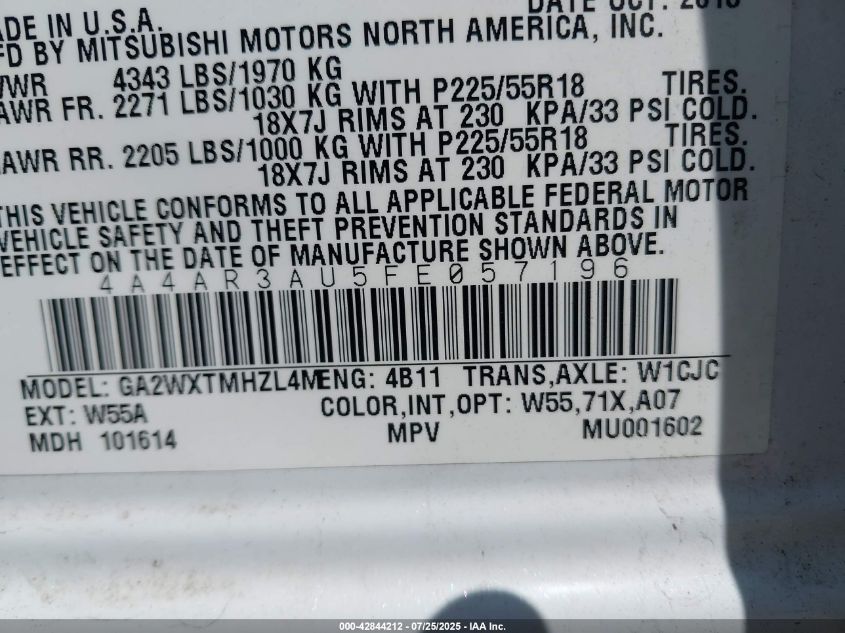 DATE OCT. 2015
ADE IN U.S.A.
FD BY MITSUBISHI MOTORS NORTH AMERICA, INC.
VWR 4343 LBS/1970 KG
AWR FR. 2271 LBS/1030 KG WITH P225/55R18 TIRES.
18X7J RIMS AT 230 KPA/33 PSI COLD.
AWR RR. 2205 LBS/1000 KG WITH P225/55R18 TIRES.
18X7J RIMS AT 230 KPA/33 PSI COLD.
THIS VEHICLE CONFORMS TO ALL APPLICABLE FEDERAL MOTOR
VEHICLE SAFETY AND THEFT PREVENTION STANDARDS IN
EFFECT ON THE DATE OF MANUFACTURE SHOWN ABOVE.
4A4AR3AU5FE057196
MODEL: GA2WXTMHZL4M ENG: 4B11 TRANS,AXLE: W1CJC
EXT: W55A COLOR,INT,OPT: W55,71X,A07
MDH 101614 MPV MU001602
000-42844212 - 07/25/2025 - IAA Inc.